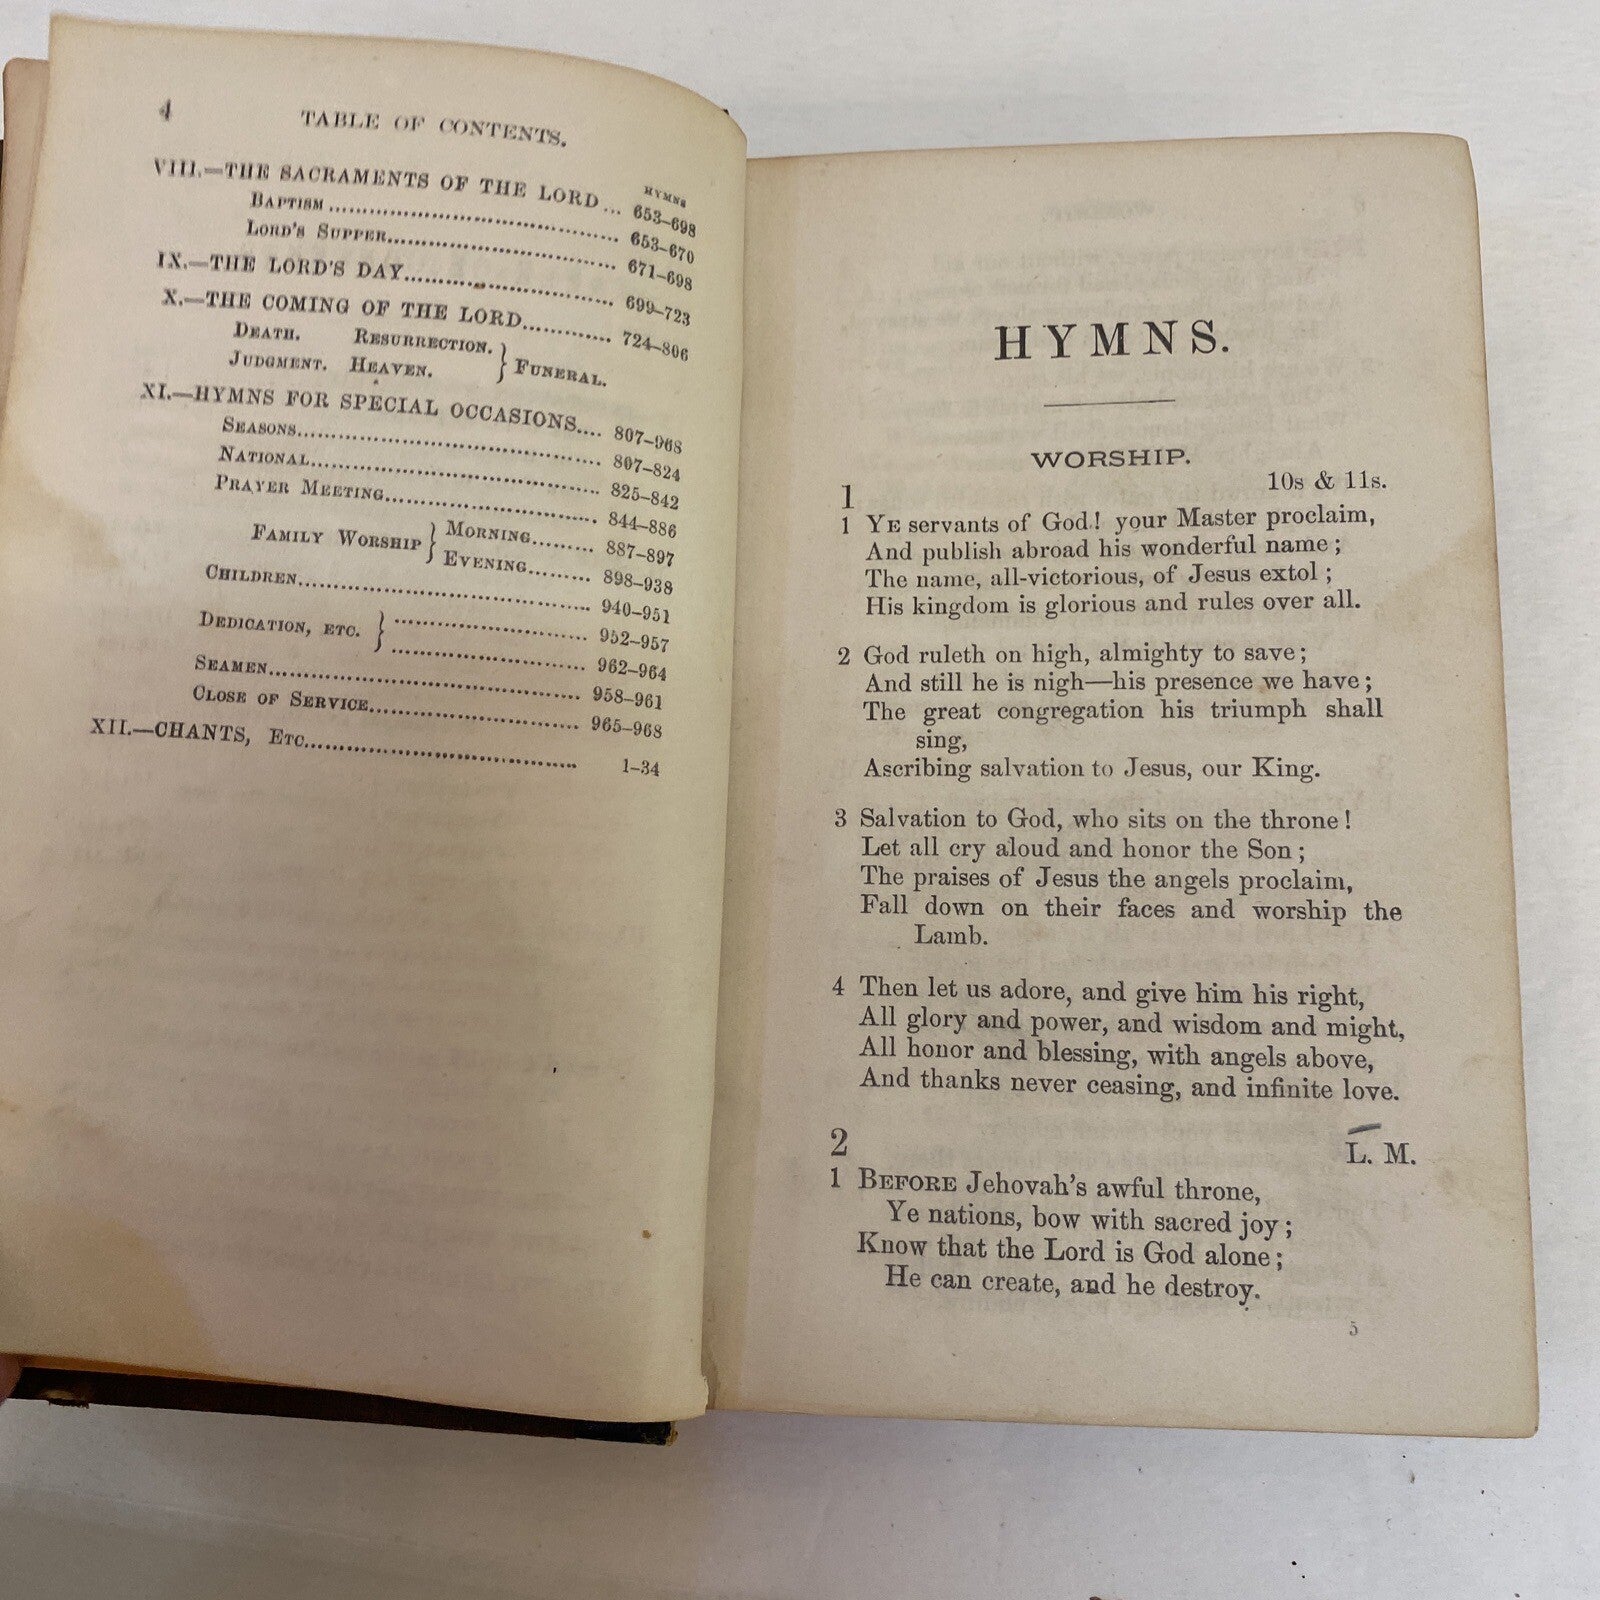 4 TABLE OF CONTENTS.
HYMNS
VIII.—THE SACRAMENTS OF THE LORD ... 653–698
BAPTISM .......... 653–670
LORD'S SUPPER.......... 671–698
IX.—THE LORD'S DAY.......... 699–723
X.—THE COMING OF THE LORD.......... 724–806
DEATH. RESURRECTION. } FUNERAL.
JUDGMENT. HEAVEN.
XI.—HYMNS FOR SPECIAL OCCASIONS.... 807–968
SEASONS.......... 807–824
NATIONAL.......... 825–842
PRAYER MEETING.......... 844–886
FAMILY WORSHIP } MORNING.......... 887–897
EVENING.......... 898–938
CHILDREN.......... 940–951
DEDICATION, ETC. } .......... 952–957
.......... 962–964
SEAMEN.......... 958–961
CLOSE OF SERVICE.......... 965–968
XII.—CHANTS, ETC.......... 1–34
HYMNS.
WORSHIP.
1 10s & 11s.
1 YE servants of God! your Master proclaim,
And publish abroad his wonderful name;
The name, all-victorious, of Jesus extol;
His kingdom is glorious and rules over all.
2 God ruleth on high, almighty to save;
And still he is nigh—his presence we have;
The great congregation his triumph shall
sing,
Ascribing salvation to Jesus, our King.
3 Salvation to God, who sits on the throne!
Let all cry aloud and honor the Son;
The praises of Jesus the angels proclaim,
Fall down on their faces and worship the
Lamb.
4 Then let us adore, and give him his right,
All glory and power, and wisdom and might,
All honor and blessing, with angels above,
And thanks never ceasing, and infinite love.
2 L. M.
1 BEFORE Jehovah's awful throne,
Ye nations, bow with sacred joy;
Know that the Lord is God alone;
He can create, and he destroy.
5